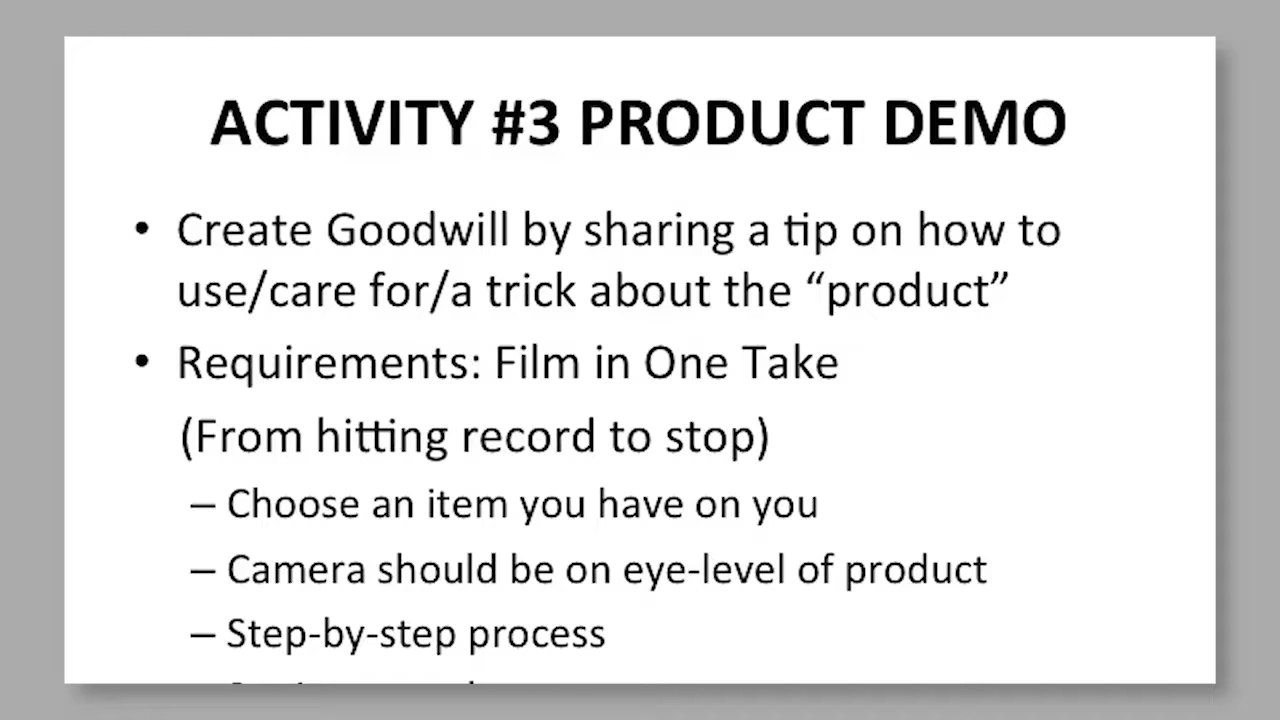 ACTIVITY #3 PRODUCT DEMO
• Create Goodwill by sharing a tip on how to
use/care for/a trick about the “product”
• Requirements: Film in One Take
(From hitting record to stop)
– Choose an item you have on you
– Camera should be on eye-level of product
– Step-by-step process